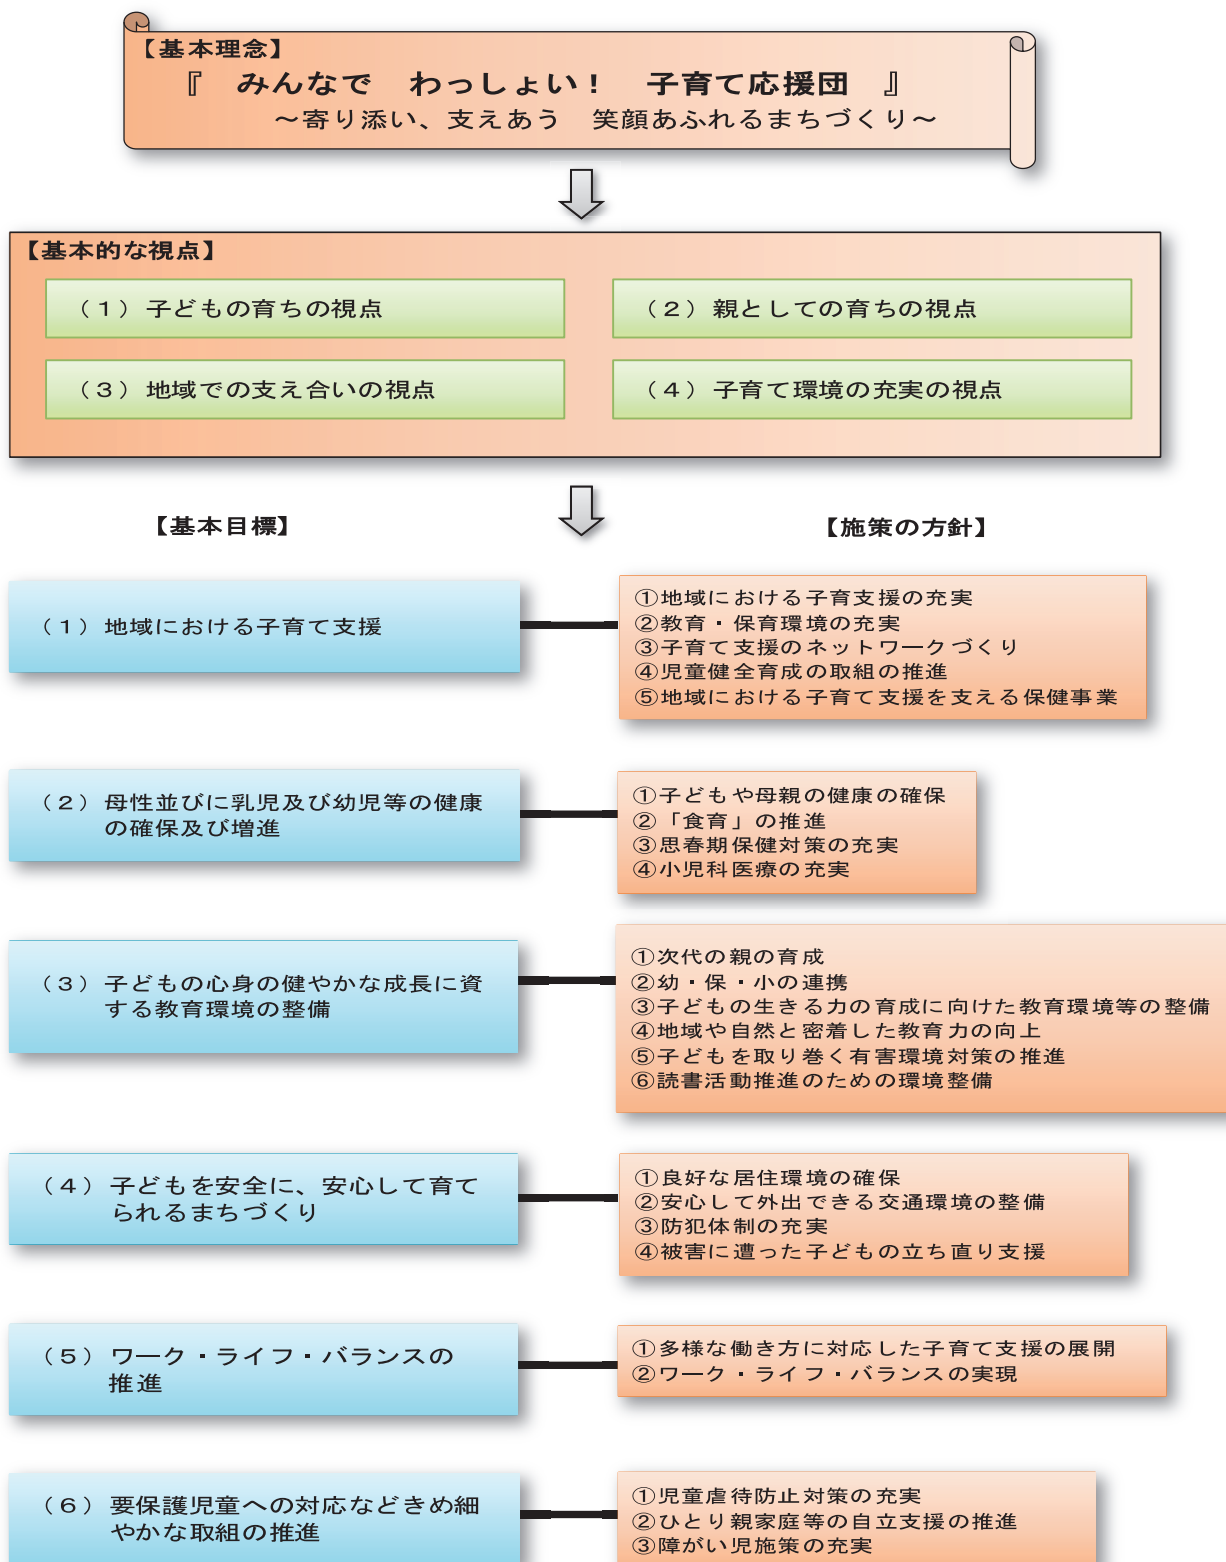 【基本理念】
『　みんなで　わっしょい！　子育て応援団　』
～寄り添い、支えあう　笑顔あふれるまちづくり～
【基本的な視点】
（１）子どもの育ちの視点
（２）親としての育ちの視点
（３）地域での支え合いの視点
（４）子育て環境の充実の視点
【基本目標】
【施策の方針】
（１）地域における子育て支援
①地域における子育支援の充実
②教育・保育環境の充実
③子育て支援のネットワークづくり
④児童健全育成の取組の推進
⑤地域における子育て支援を支える保健事業
（２）母性並びに乳児及び幼児等の健康
の確保及び増進
①子どもや母親の健康の確保
②「食育」の推進
③思春期保健対策の充実
④小児科医療の充実
（３）子どもの心身の健やかな成長に資
する教育環境の整備
①次代の親の育成
②幼・保・小の連携
③子どもの生きる力の育成に向けた教育環境等の整備
④地域や自然と密着した教育力の向上
⑤子どもを取り巻く有害環境対策の推進
⑥読書活動推進のための環境整備
（４）子どもを安全に、安心して育て
られるまちづくり
①良好な居住環境の確保
②安心して外出できる交通環境の整備
③防犯体制の充実
④被害に遭った子どもの立ち直り支援
（５）ワーク・ライフ・バランスの
推進
①多様な働き方に対応した子育て支援の展開
②ワーク・ライフ・バランスの実現
（６）要保護児童への対応などきめ細
やかな取組の推進
①児童虐待防止対策の充実
②ひとり親家庭等の自立支援の推進
③障がい児施策の充実